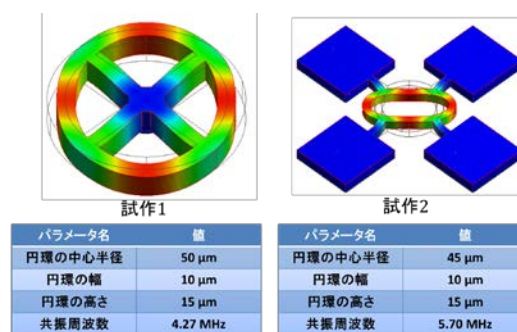 試作1
試作2
パラメータ名 値
円環の中心半径 50 μm
円環の幅 10 μm
円環の高さ 15 μm
共振周波数 4.27 MHz
パラメータ名 値
円環の中心半径 45 μm
円環の幅 10 μm
円環の高さ 15 μm
共振周波数 5.70 MHz